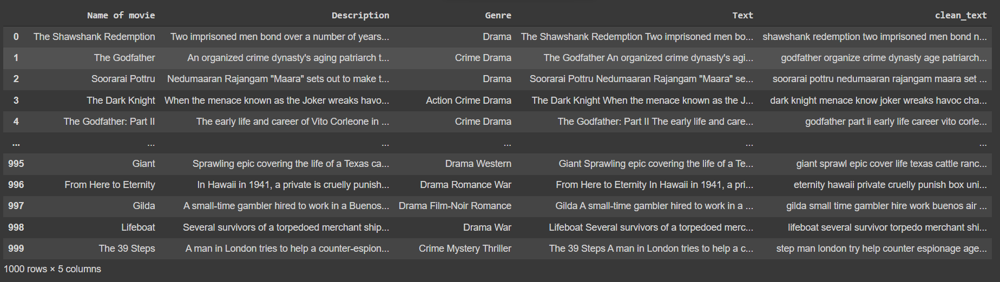 Name of movie Description Genre Text clean_text
0 The Shawshank Redemption Two imprisoned men bond over a number of years... Drama The Shawshank Redemption Two imprisoned men bo... shawshank redemption two imprisoned men bond n...
1 The Godfather An organized crime dynasty's aging patriarch t... Crime Drama The Godfather An organized crime dynasty's agi... godfather organize crime dynasty age patriarch...
2 Soorarai Pottru Nedumaaran Rajangam "Maara" sets out to make t... Drama Soorarai Pottru Nedumaaran Rajangam "Maara" se... soorarai pottru nedumaaran rajangam maara set ...
3 The Dark Knight When the menace known as the Joker wreaks havo... Action Crime Drama The Dark Knight When the menace known as the J... dark knight menace know joker wreaks havoc cha...
4 The Godfather: Part II The early life and career of Vito Corleone in ... Crime Drama The Godfather: Part II The early life and care... godfather part ii early life career vito corle...
... ... ... ... ... ...
995 Giant Sprawling epic covering the life of a Texas ca... Drama Western Giant Sprawling epic covering the life of a Te... giant sprawl epic cover life texas cattle ranc...
996 From Here to Eternity In Hawaii in 1941, a private is cruelly punish... Drama Romance War From Here to Eternity In Hawaii in 1941, a pri... eternity hawaii private cruelly punish box uni...
997 Gilda A small-time gambler hired to work in a Buenos... Drama Film-Noir Romance Gilda A small-time gambler hired to work in a ... gilda small time gambler hire work buenos air ...
998 Lifeboat Several survivors of a torpedoed merchant ship... Drama War Lifeboat Several survivors of a torpedoed merc... lifeboat several survivor torpedo merchant shi...
999 The 39 Steps A man in London tries to help a counter-espion... Crime Mystery Thriller The 39 Steps A man in London tries to help a c... step man london try help counter espionage age...
1000 rows × 5 columns